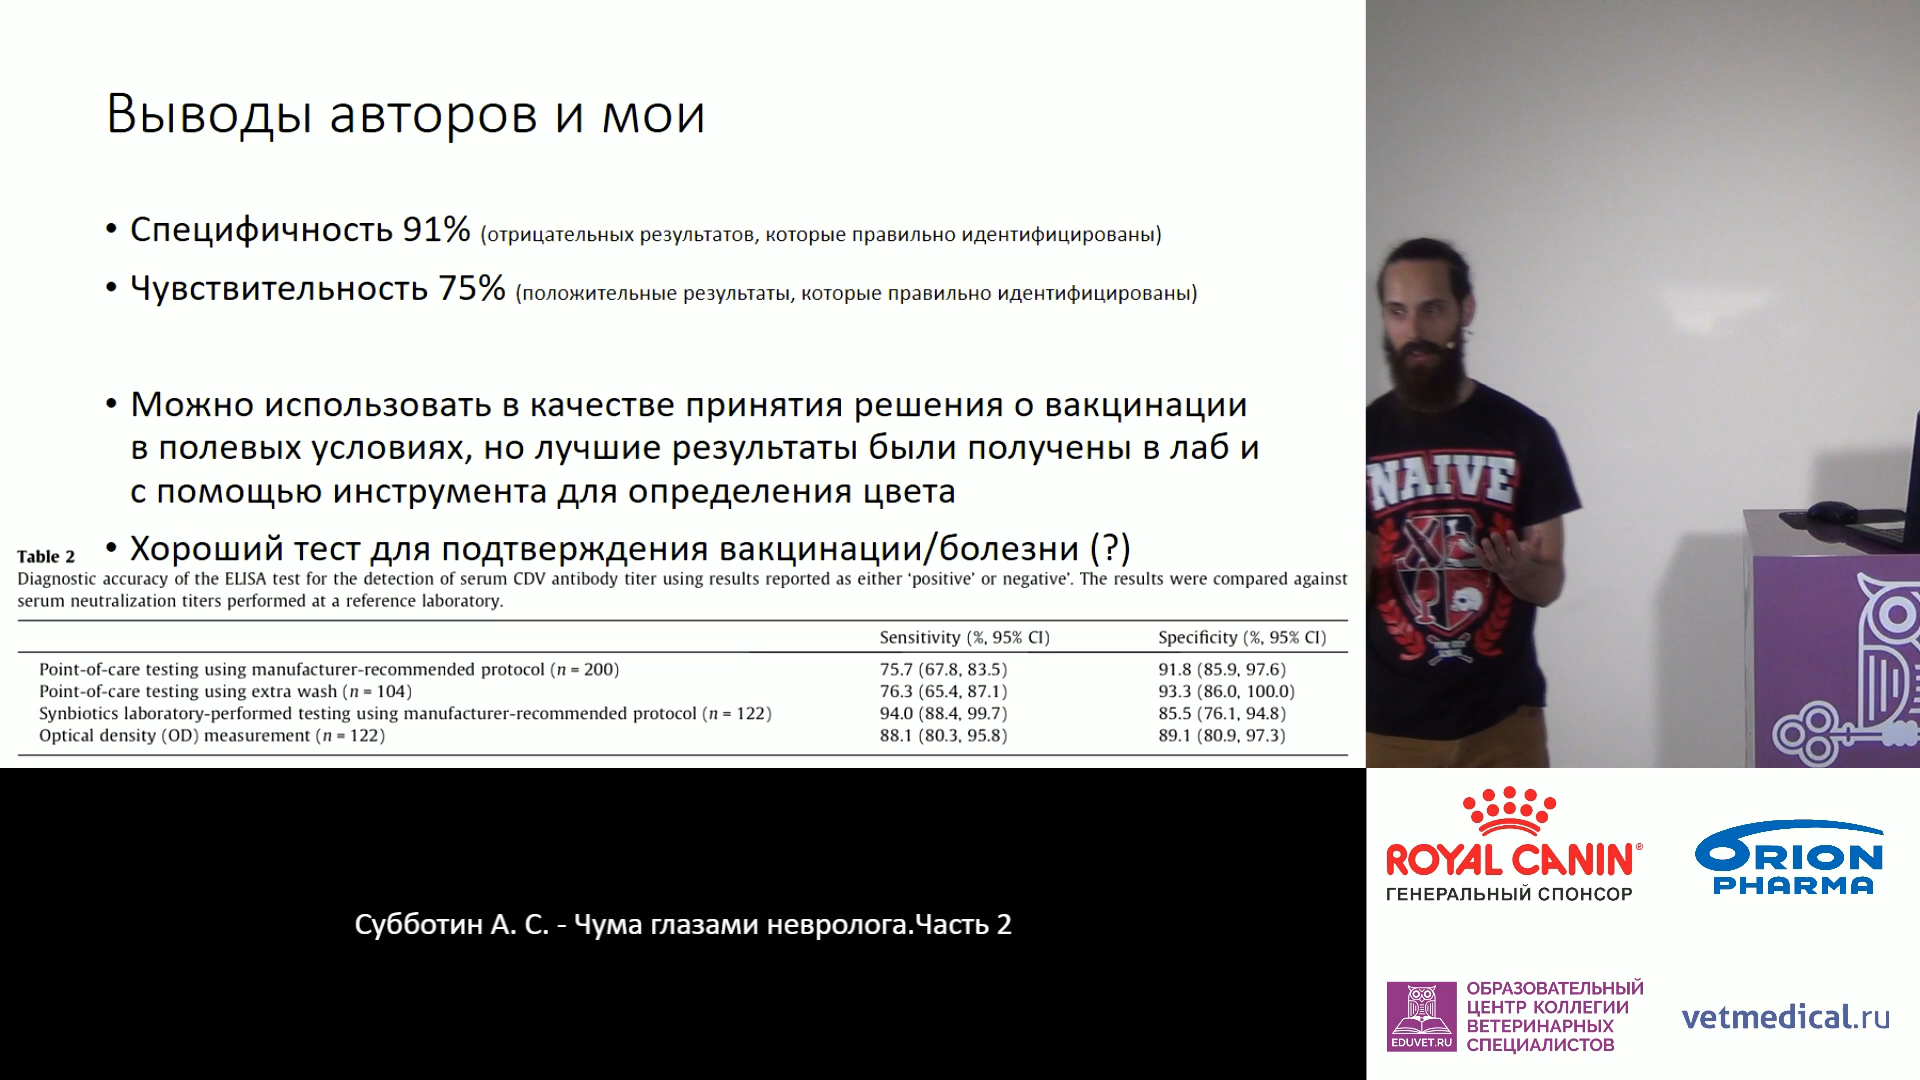 Выводы авторов и мои
• Специфичность 91% (отрицательных результатов, которые правильно идентифицированы)
• Чувствительность 75% (положительные результаты, которые правильно идентифицированы)
• Можно использовать в качестве принятия решения о вакцинации
в полевых условиях, но лучшие результаты были получены в лаб и
с помощью инструмента для определения цвета
• Хороший тест для подтверждения вакцинации/болезни (?)
Table 2
Diagnostic accuracy of the ELISA test for the detection of serum CDV antibody titer using results reported as either ‘positive’ or negative’. The results were compared against
serum neutralization titers performed at a reference laboratory.
Sensitivity (%, 95% CI) Specificity (%, 95% CI)
Point-of-care testing using manufacturer-recommended protocol (n = 200) 75.7 (67.8, 83.5) 91.8 (85.9, 97.6)
Point-of-care testing using extra wash (n = 104) 76.3 (65.4, 87.1) 93.3 (86.0, 100.0)
Synbiotics laboratory-performed testing using manufacturer-recommended protocol (n = 122) 94.0 (88.4, 99.7) 85.5 (76.1, 94.8)
Optical density (OD) measurement (n = 122) 88.1 (80.3, 95.8) 89.1 (80.9, 97.3)
NAIVE
Субботин А. С. - Чума глазами невролога.Часть 2
ROYAL CANIN®
ГЕНЕРАЛЬНЫЙ СПОНСОР
ORION
PHARMA
EDUVET.RU
ОБРАЗОВАТЕЛЬНЫЙ
ЦЕНТР КОЛЛЕГИИ
ВЕТЕРИНАРНЫХ
СПЕЦИАЛИСТОВ
vetmedical.ru